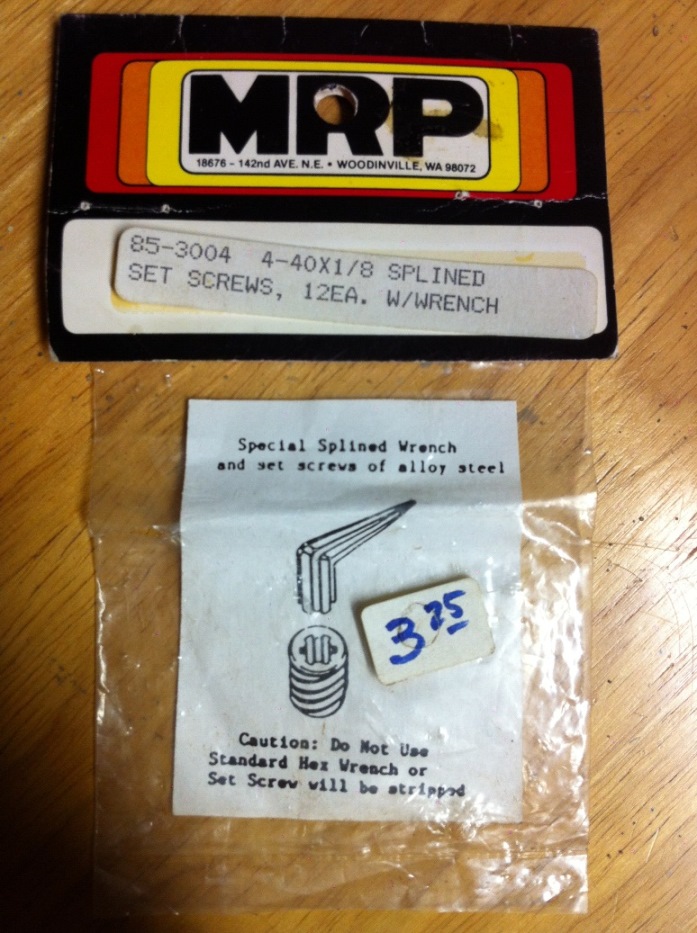 MRP
18676 - 142nd AVE. N.E. • WOODINVILLE, WA 98072
85-3004 4-40X1/8 SPLINED
SET SCREWS, 12EA. W/WRENCH
Special Splined Wrench
and set screws of alloy steel
3 25
Caution: Do Not Use
Standard Hex Wrench or
Set Screw will be stripped